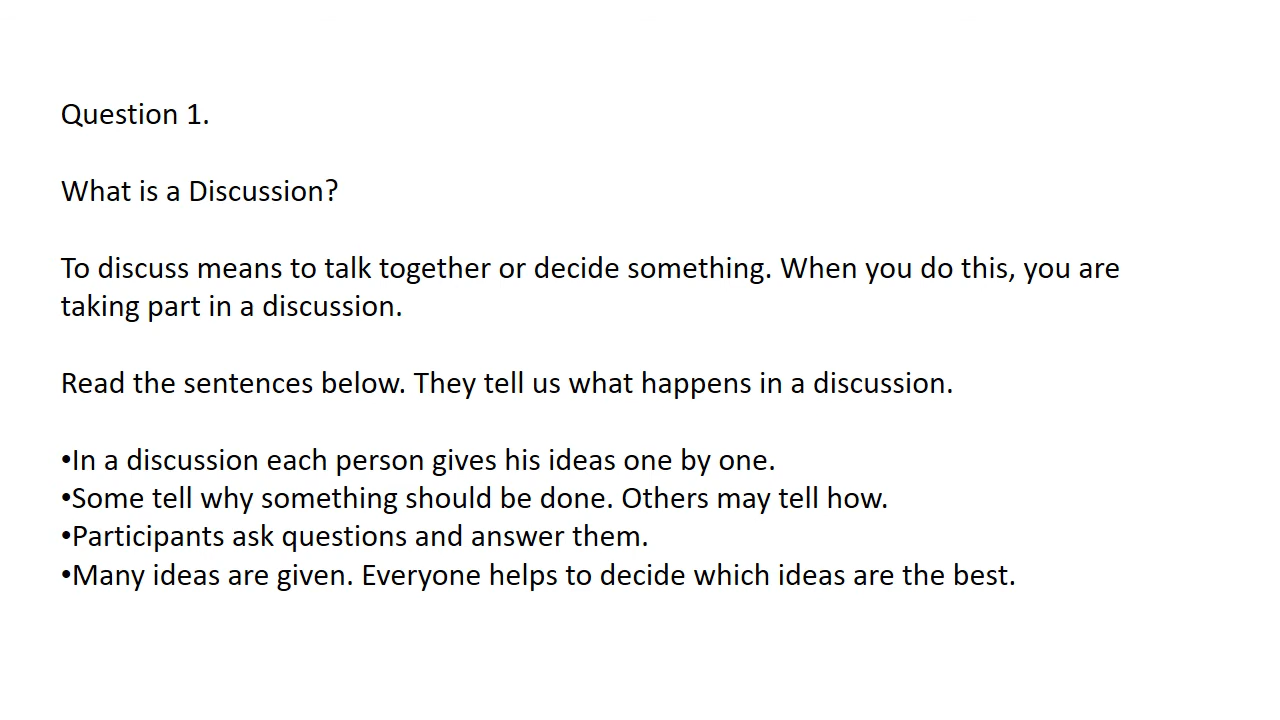 Question 1.
What is a Discussion?
To discuss means to talk together or decide something. When you do this, you are
taking part in a discussion.
Read the sentences below. They tell us what happens in a discussion.
•In a discussion each person gives his ideas one by one.
•Some tell why something should be done. Others may tell how.
•Participants ask questions and answer them.
•Many ideas are given. Everyone helps to decide which ideas are the best.